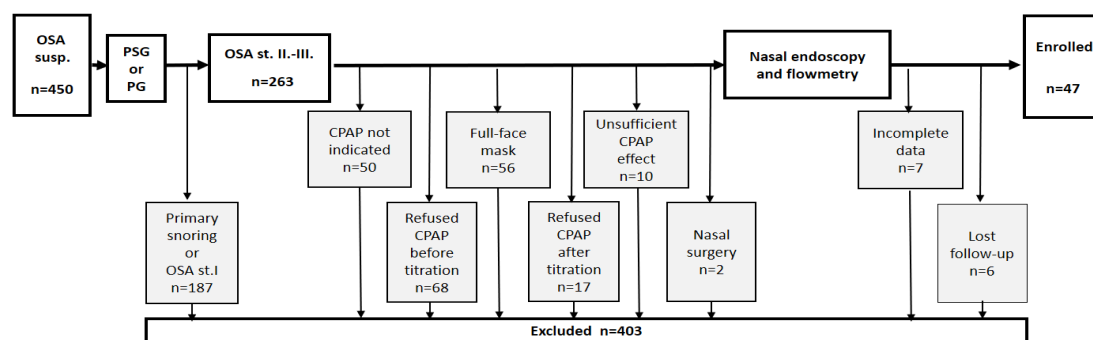 OSA
susp.
n=450
PSG
or
PG
OSA st. II.-III.
n=263
Nasal endoscopy
and flowmetry
Enrolled
n=47
CPAP not
indicated
n=50
Full-face
mask
n=56
Unsufficient
CPAP
effect
n=10
Incomplete
data
n=7
Primary
snoring
or
OSA st.I
n=187
Refused
CPAP
before
titration
n=68
Refused
CPAP
after
titration
n=17
Nasal
surgery
n=2
Lost
follow-up
n=6
Excluded n=403